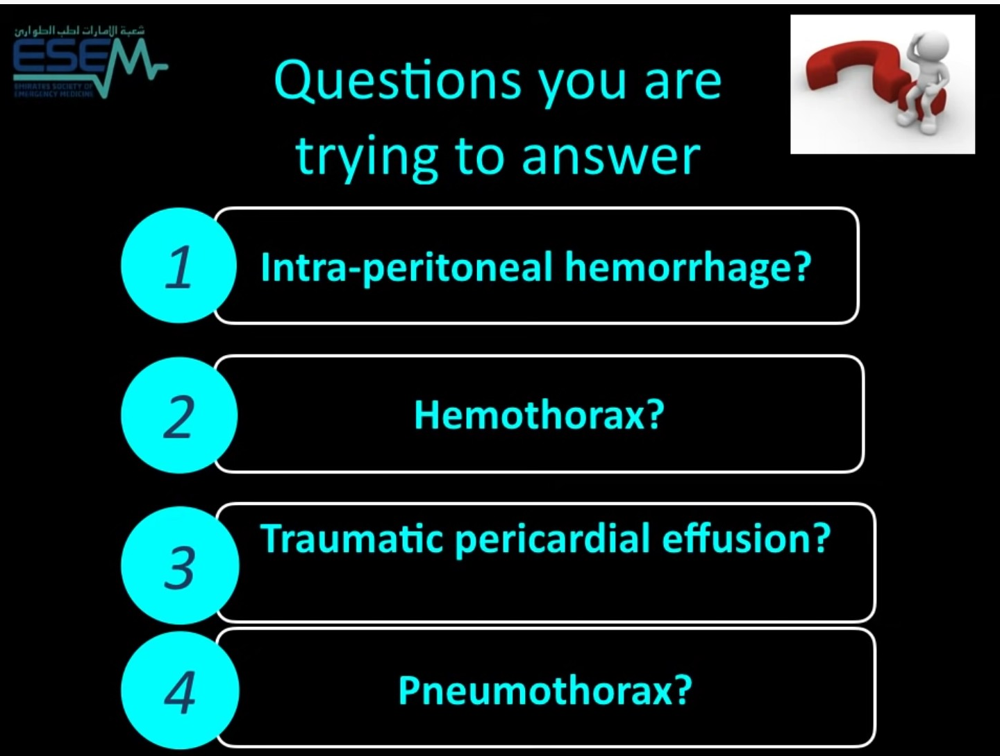 شعبة الإمارات لطب الطوارئ
ESEM
EMIRATES SOCIETY OF
EMERGENCY MEDICINE
Questions you are
trying to answer
1
Intra-peritoneal hemorrhage?
2
Hemothorax?
3
Traumatic pericardial effusion?
4
Pneumothorax?